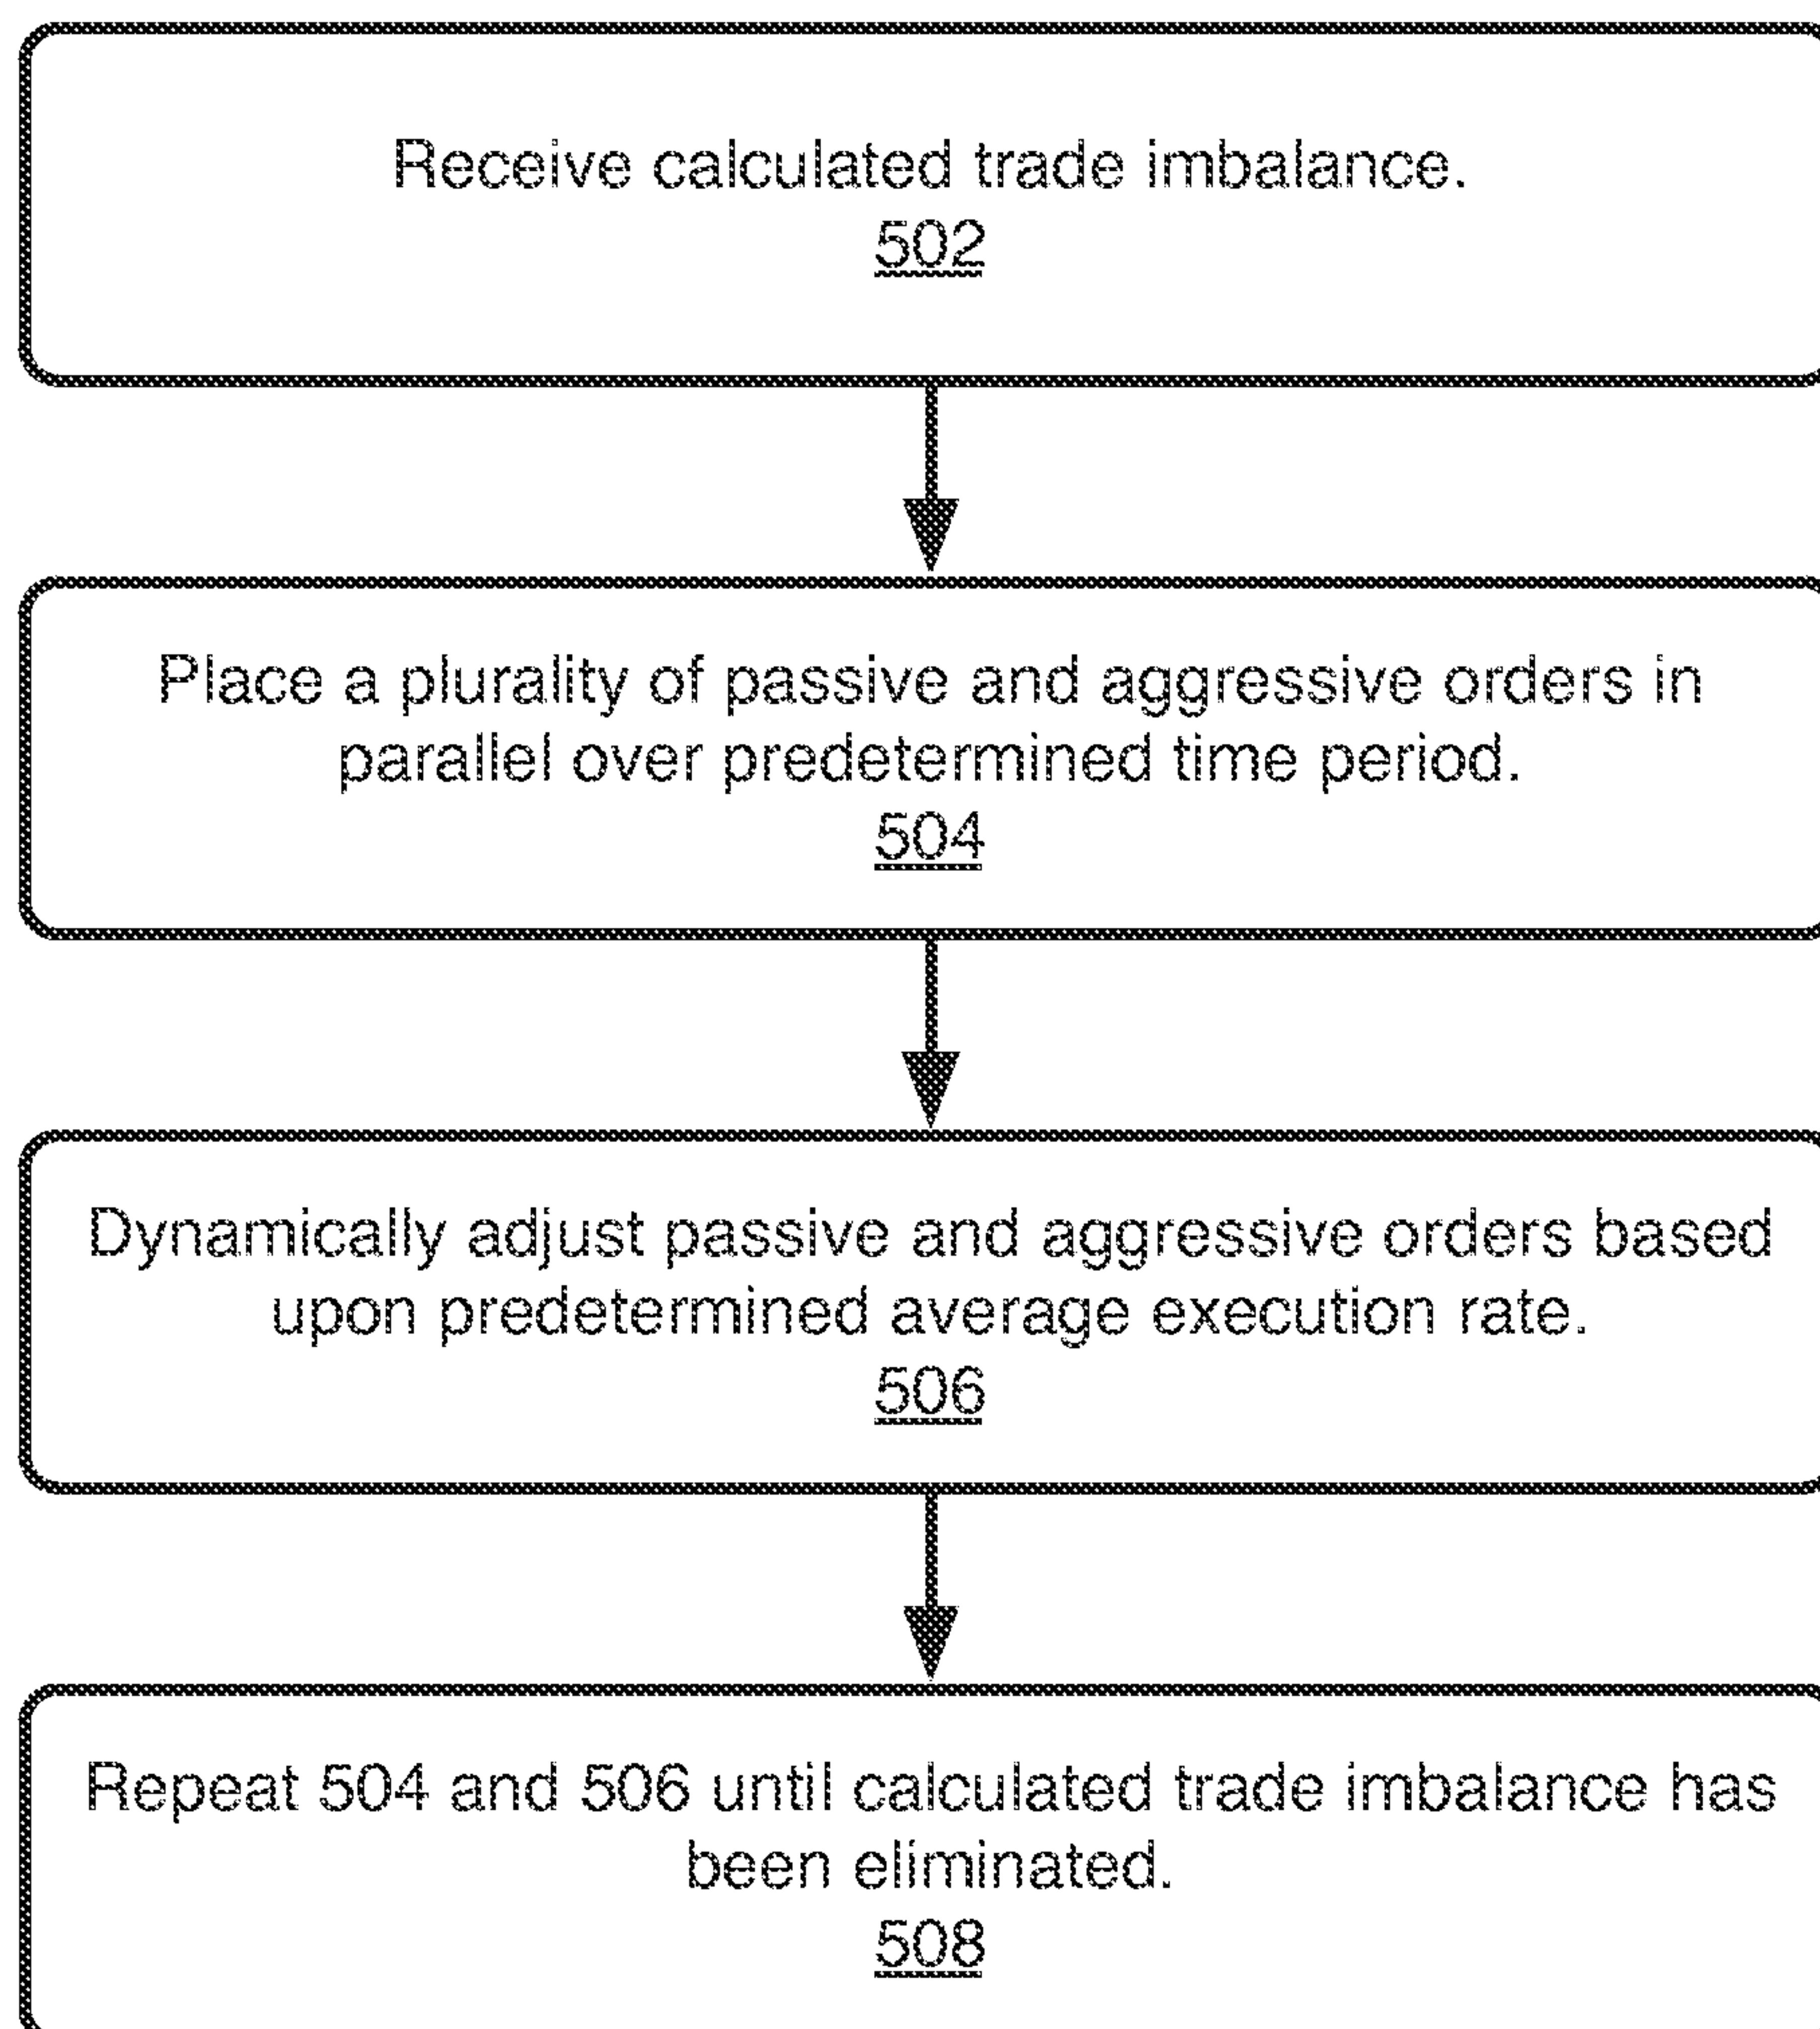 Receive calculated trade imbalance.
502
Place a plurality of passive and aggressive orders in
parallel over predetermined time period.
504
Dynamically adjust passive and aggressive orders based
upon predetermined average execution rate.
506
Repeat 504 and 506 until calculated trade imbalance has
been eliminated.
508